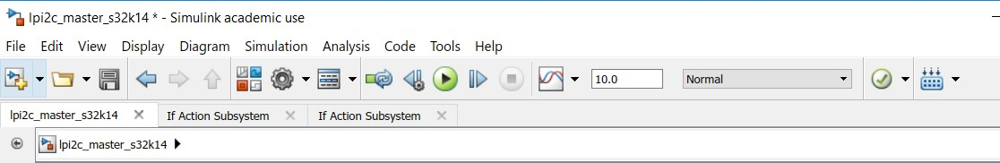 lpi2c_master_s32k14 * - Simulink academic use
File Edit View Display Diagram Simulation Analysis Code Tools Help
10.0 Normal
lpi2c_master_s32k14 If Action Subsystem If Action Subsystem
lpi2c_master_s32k14